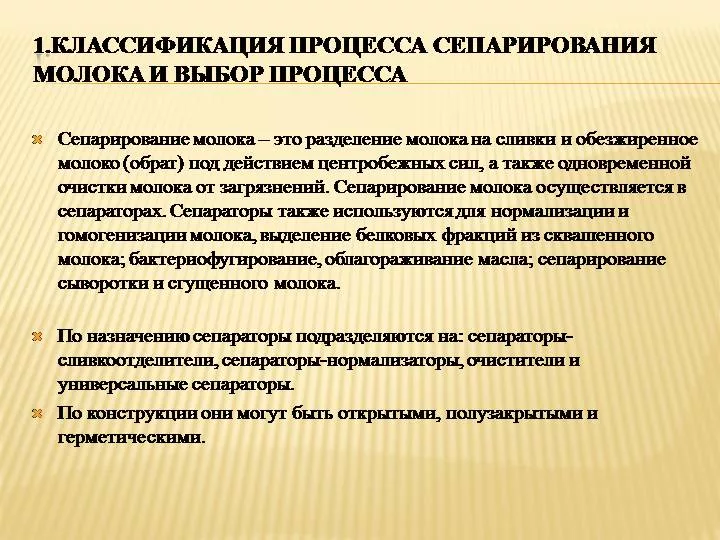 1.КЛАССИФИКАЦИЯ ПРОЦЕССА СЕПАРИРОВАНИЯ
МОЛОКА И ВЫБОР ПРОЦЕССА
Сепарирование молока – это разделение молока на сливки и обезжиренное
молоко (обрат) под действием центробежных сил, а также одновременной
очистки молока от загрязнений. Сепарирование молока осуществляется в
сепараторах. Сепараторы также используются для нормализации и
гомогенизации молока, выделение белковых фракций из сквашенного
молока; бактериофугирование, облагораживание масла; сепарирование
сыворотки и сгущенного молока.
По назначению сепараторы подразделяются на: сепараторы-
сливкоотделители, сепараторы-нормализаторы, очистители и
универсальные сепараторы.
По конструкции они могут быть открытыми, полузакрытыми и
герметическими.